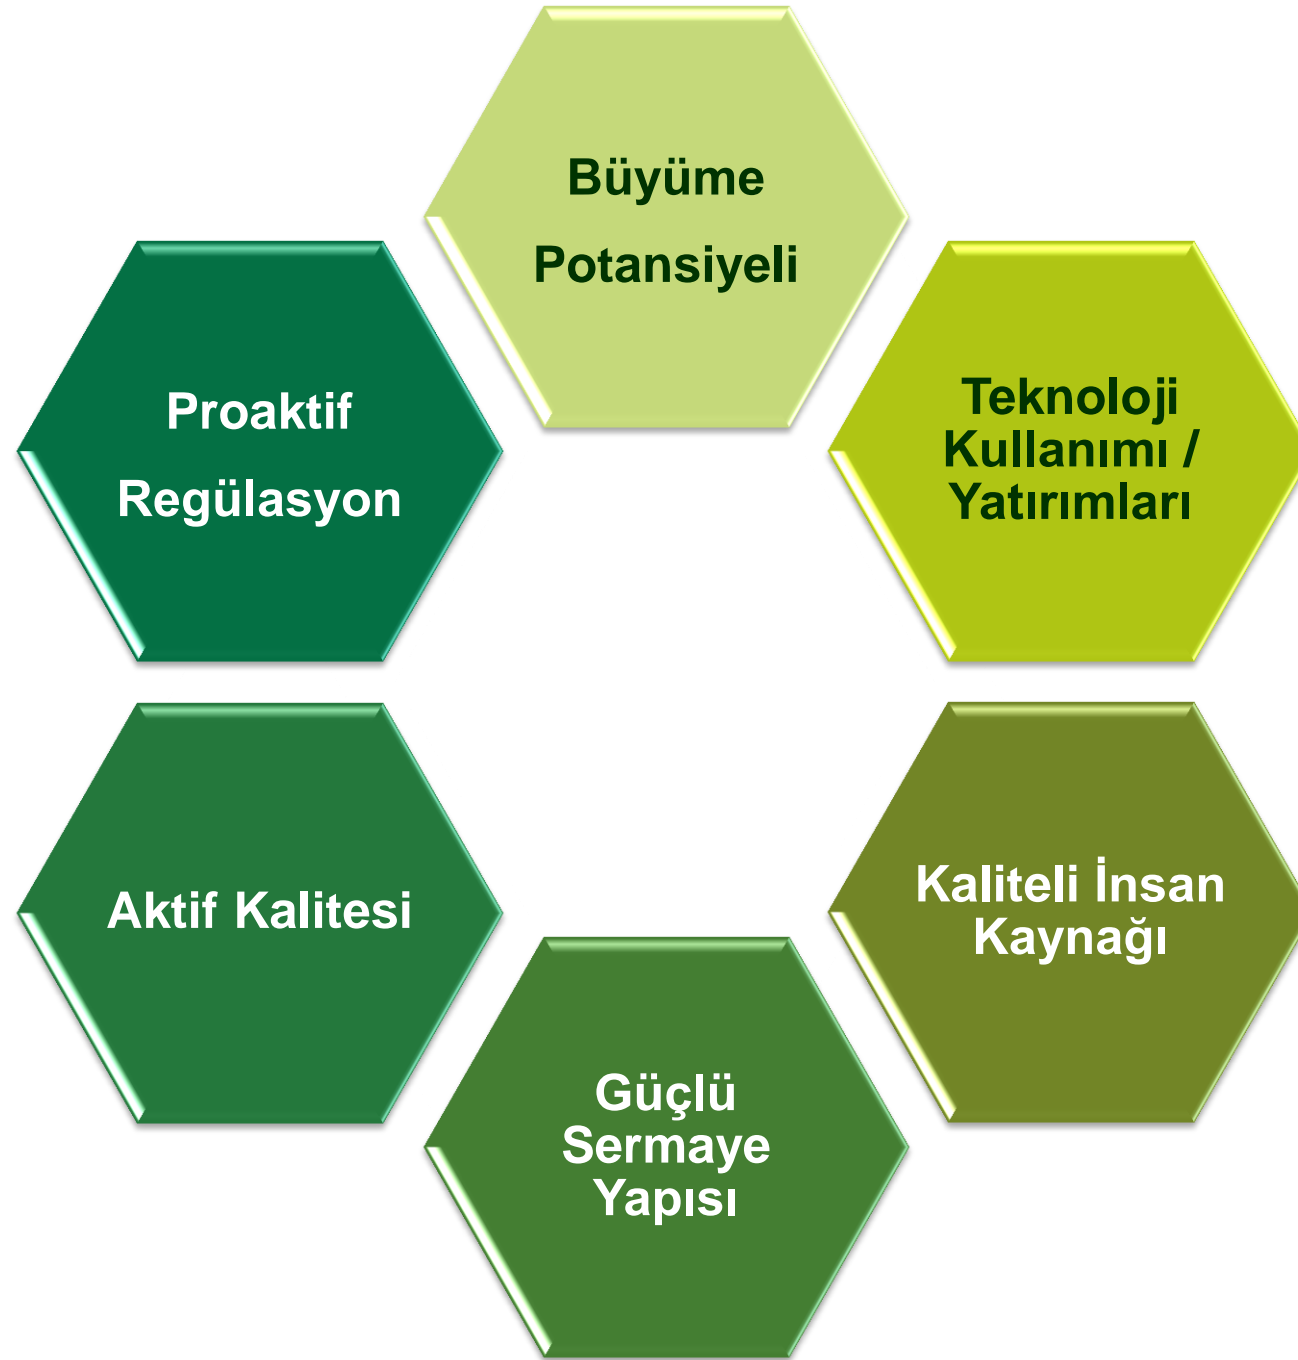 Büyüme
Potansiyeli
Teknoloji
Kullanımı /
Yatırımları
Kaliteli İnsan
Kaynağı
Güçlü
Sermaye
Yapısı
Aktif Kalitesi
Proaktif
Regülasyon